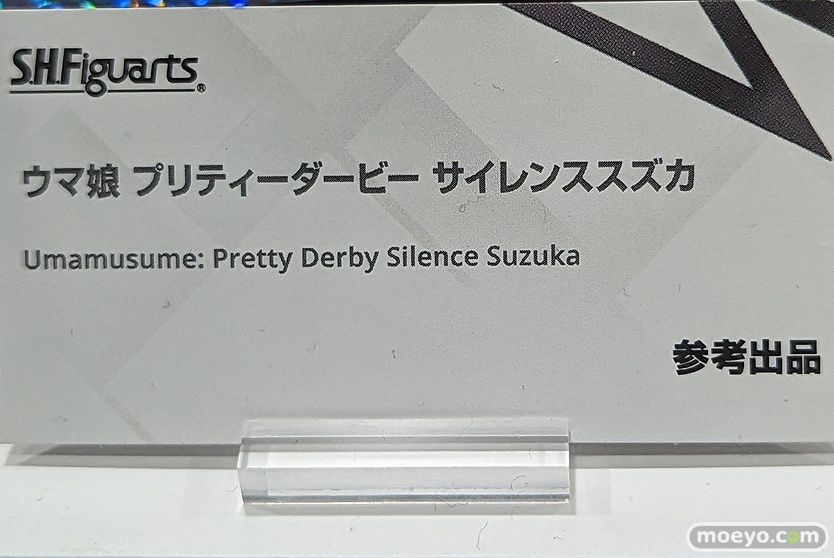 S.H.Figuarts®
ウマ娘 プリティーダービー サイレンススズカ
Umamusume: Pretty Derby Silence Suzuka
参考出品
moeyo.com